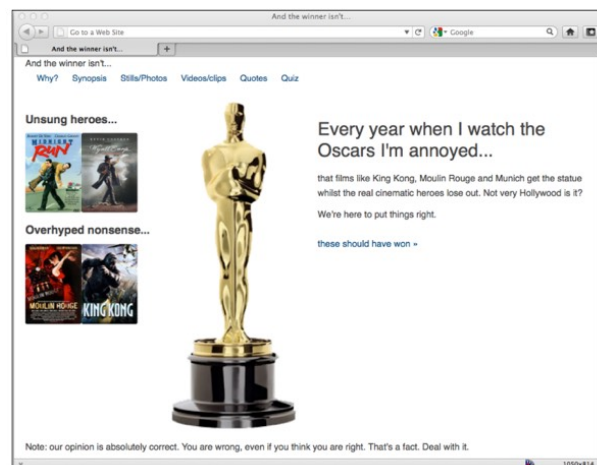 And the winner isn't...
Go to a Web Site
Google
And the winner isn't...
And the winner isn't...
Why? Synopsis Stills/Photos Videos/clips Quotes Quiz
Unsung heroes...
MIDNIGHT
RUN
Overhyped nonsense...
MOULIN ROUGE
KING KONG
Every year when I watch the
Oscars I'm annoyed...
that films like King Kong, Moulin Rouge and Munich get the statue
whilst the real cinematic heroes lose out. Not very Hollywood is it?
We're here to put things right.
these should have won »
Note: our opinion is absolutely correct. You are wrong, even if you think you are right. That's a fact. Deal with it.
1050x814